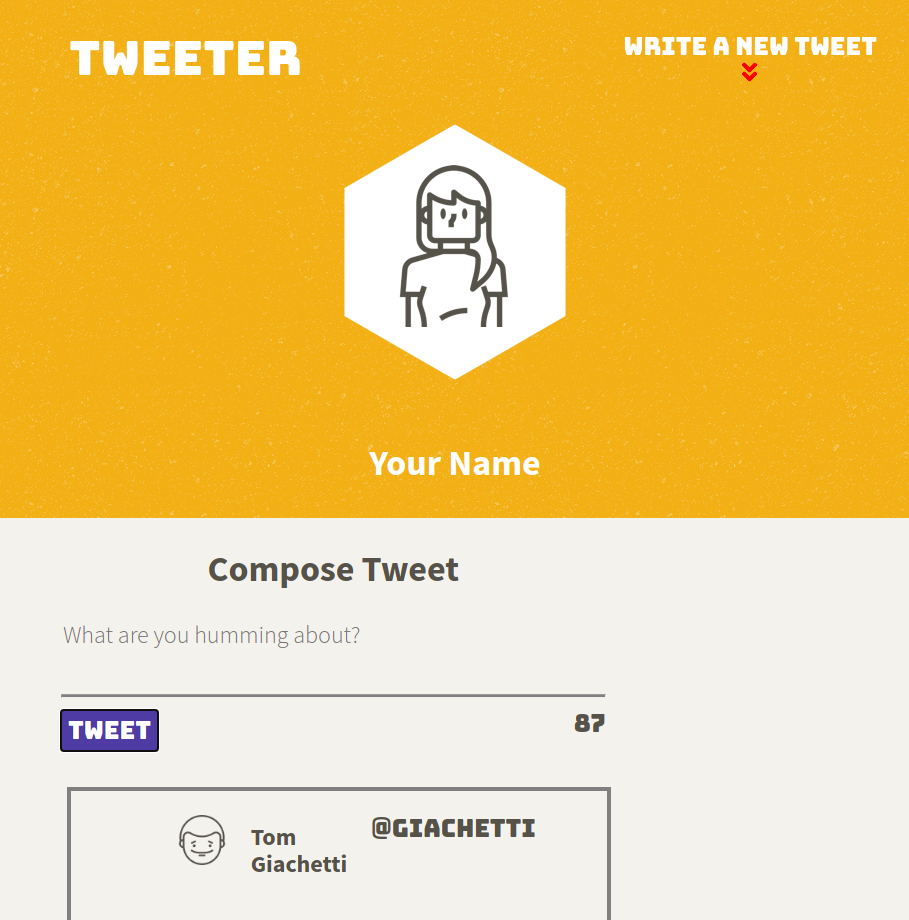 TWEETER
WRITE A NEW TWEET
Your Name
Compose Tweet
What are you humming about?
TWEET
87
Tom
Giachetti
@GIACHETTI